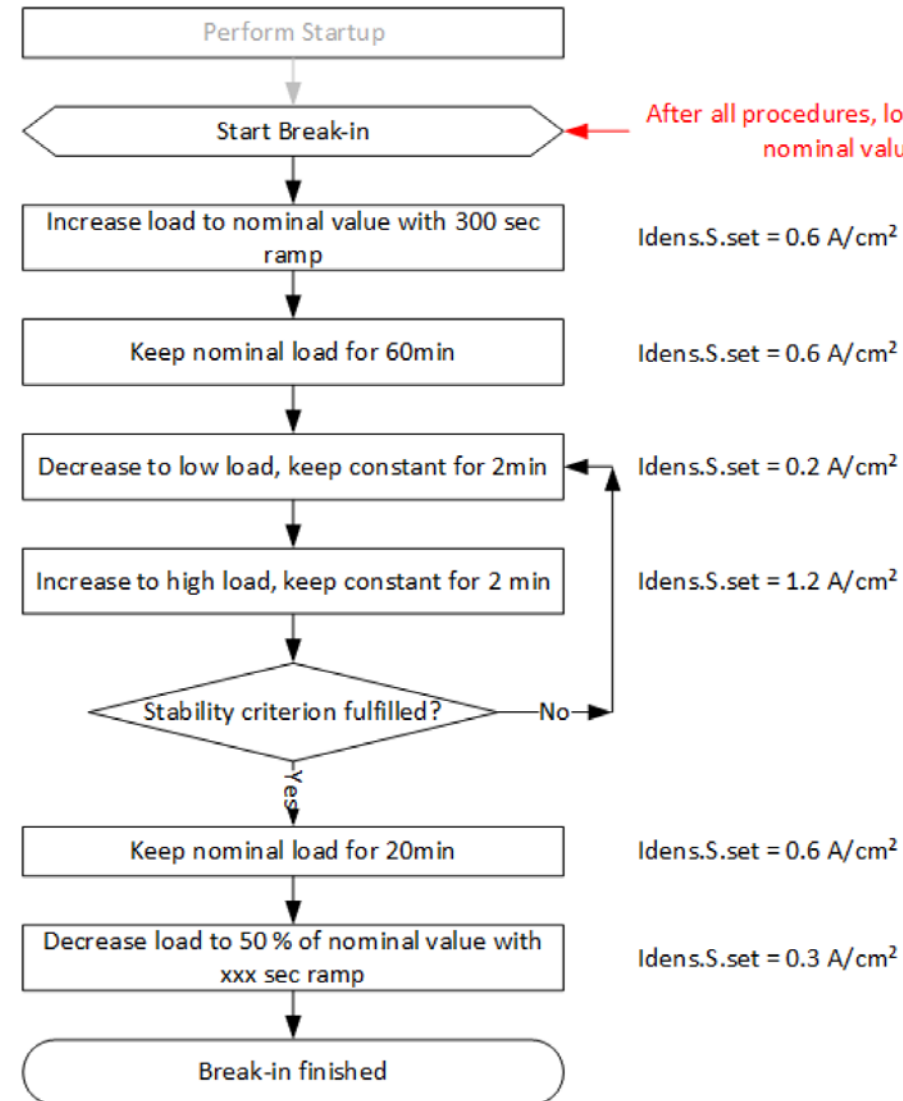 Perform Startup
Start Break-in
After all procedures, lo
nominal valu
Increase load to nominal value with 300 sec
ramp
Idens.S.set = 0.6 A/cm²
Keep nominal load for 60min
Idens.S.set = 0.6 A/cm²
Decrease to low load, keep constant for 2min
Idens.S.set = 0.2 A/cm²
Increase to high load, keep constant for 2 min
Idens.S.set = 1.2 A/cm²
Stability criterion fulfilled?
No
Yes
Keep nominal load for 20min
Idens.S.set = 0.6 A/cm²
Decrease load to 50 % of nominal value with
xxx sec ramp
Idens.S.set = 0.3 A/cm²
Break-in finished